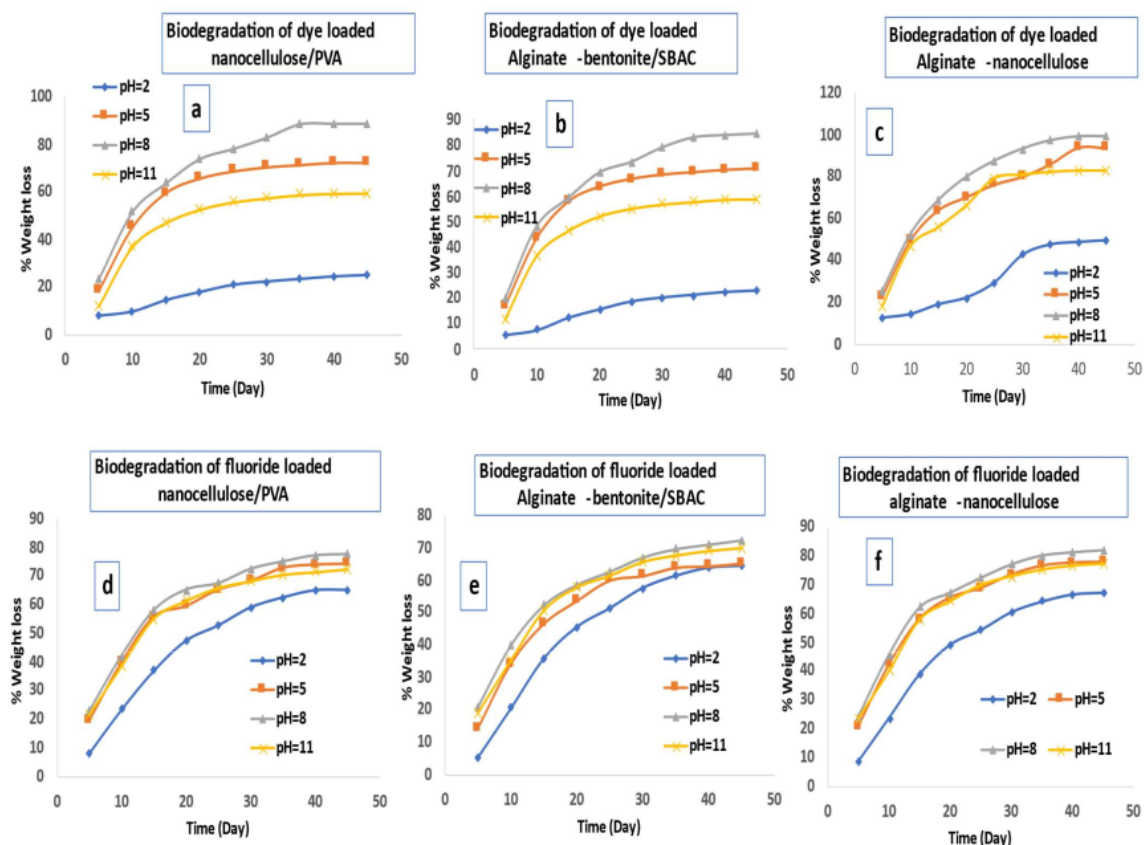 Biodegradation of dye loaded
nanocellulose/PVA
pH=2
pH=5
pH=8
pH=11
a
100
80
60
40
20
0
% Weight loss
0 10 20 30 40 50
Time (Day)
Biodegradation of dye loaded
Alginate -bentonite/SBAC
pH=2
pH=5
pH=8
pH=11
b
90
80
70
60
50
40
30
20
10
0
% Weight loss
0 10 20 30 40 50
Time (Day)
Biodegradation of dye loaded
Alginate -nanocellulose
c
120
100
80
60
40
20
0
% Weight loss
pH=2
pH=5
pH=8
pH=11
0 10 20 30 40 50
Time (Day)
Biodegradation of fluoride loaded
nanocellulose/PVA
d
90
80
70
60
50
40
30
20
10
0
% Weight loss
pH=2
pH=5
pH=8
pH=11
0 10 20 30 40 50
Time (Day)
Biodegradation of fluoride loaded
Alginate -bentonite/SBAC
e
80
70
60
50
40
30
20
10
0
% Weight loss
pH=2
pH=5
pH=8
pH=11
0 10 20 30 40 50
Time (Day)
Biodegradation of fluoride loaded
alginate -nanocellulose
f
90
80
70
60
50
40
30
20
10
0
% Weight loss
pH=2 pH=5
pH=8 pH=11
0 10 20 30 40 50
Time (Day)